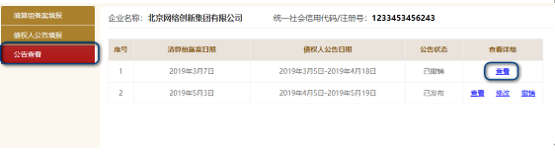 清算组备案填报
债权人公告填报
公告查看
企业名称：北京网络创新集团有限公司 统一社会信用代码/注册号：1233453456243
序号 清算组备案日期 债权人公告日期 公告状态 查看详细
1 2019年3月7日 2019年3月5日-2019年4月18日 已撤销 查看
2 2019年5月3日 2019年4月5日-2019年5月19日 已发布 查看 修改 撤销